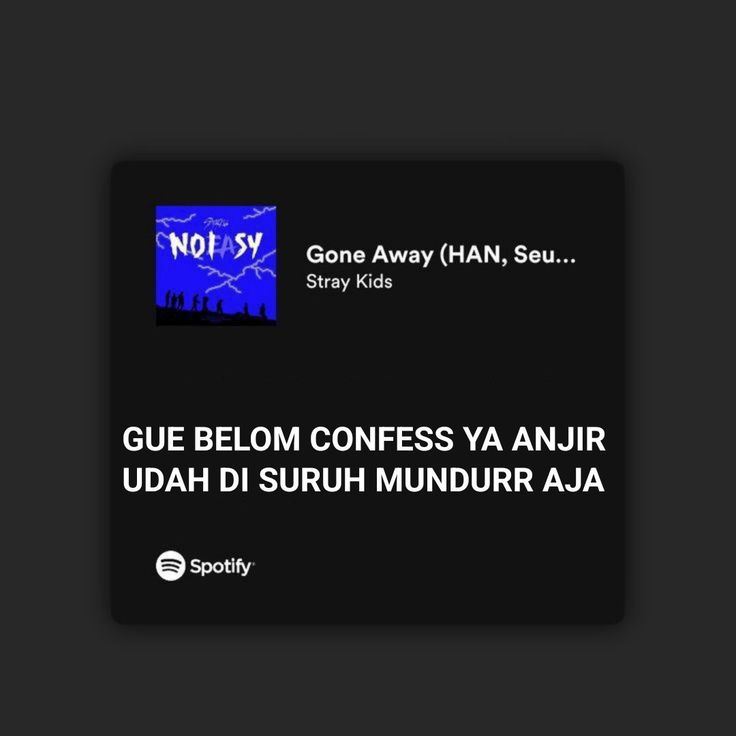 NOEASY
Gone Away (HAN, Seu...
Stray Kids
GUE BELOM CONFESS YA ANJIR
UDAH DI SURUH MUNDURR AJA
Spotify